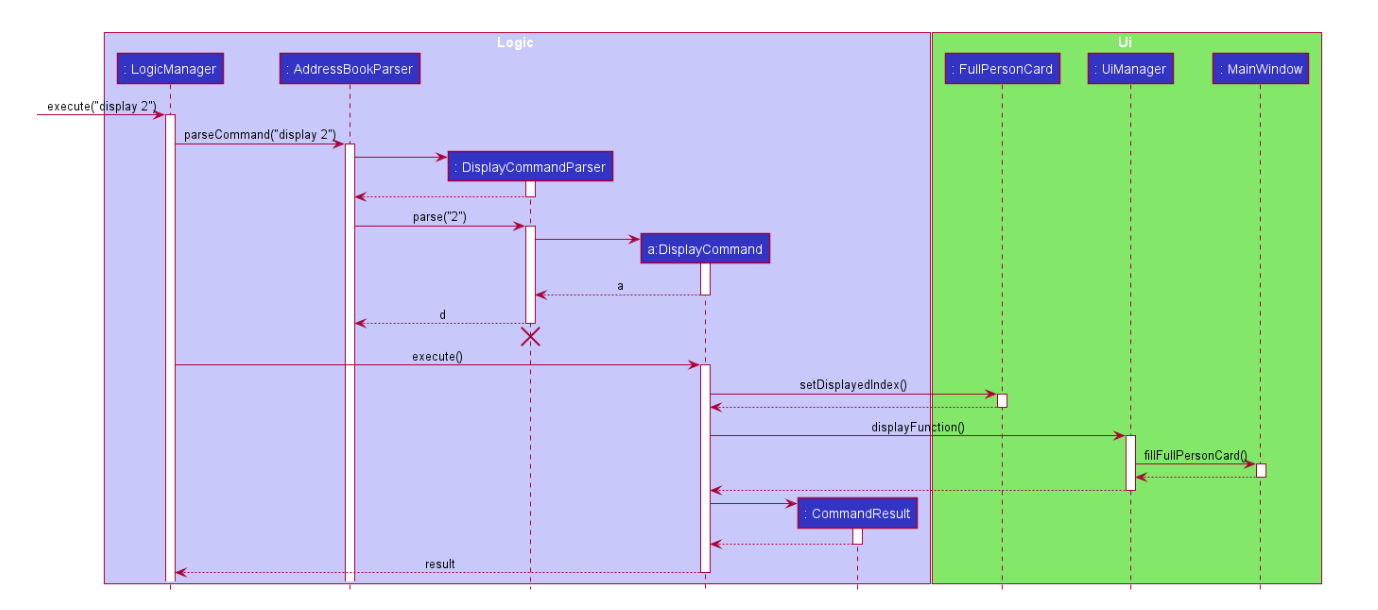 Logic
Ui
: LogicManager
: AddressBookParser
: FullPersonCard
: UiManager
: MainWindow
execute("display 2")
parseCommand("display 2")
: DisplayCommandParser
parse("2")
a:DisplayCommand
a
d
execute()
setDisplayedIndex()
displayFunction()
fillFullPersonCard()
: CommandResult
result